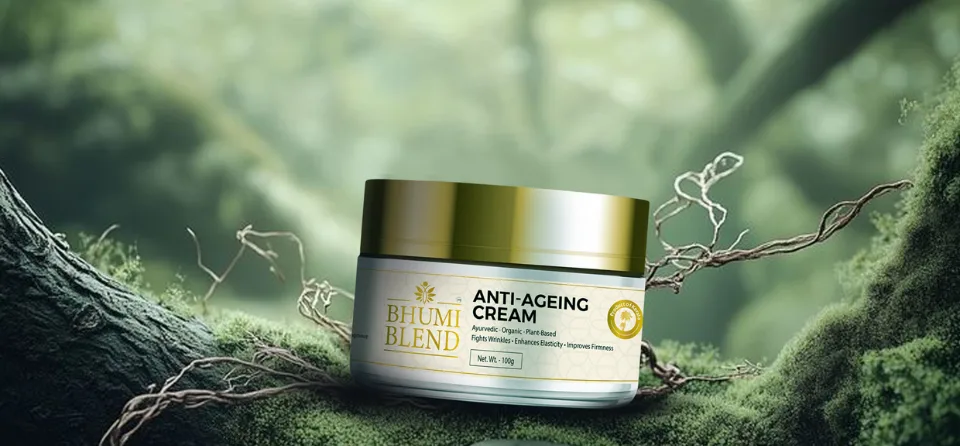 BHUMI
BLEND
ANTI-AGEING
CREAM
Ayurvedic · Organic · Plant-Based
Fights Wrinkles • Enhances Elasticity • Improves Firmness
Net. Wt. - 100g